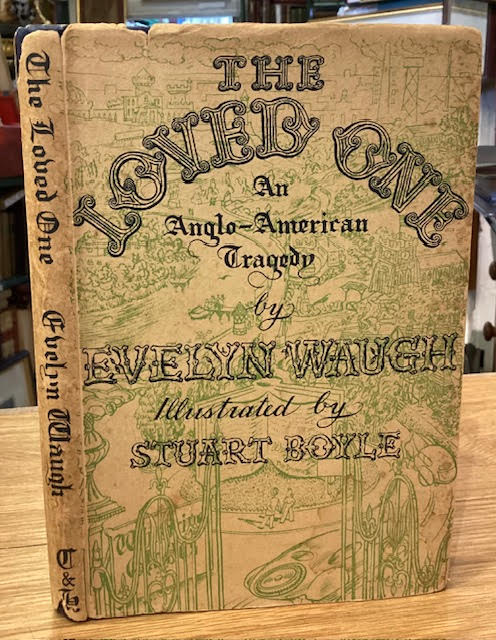 THE
LOVED ONE
An
Anglo-American
Tragedy
by
EVELYN WAUGH
Illustrated by
STUART BOYLE
The Loved One
Evelyn Waugh